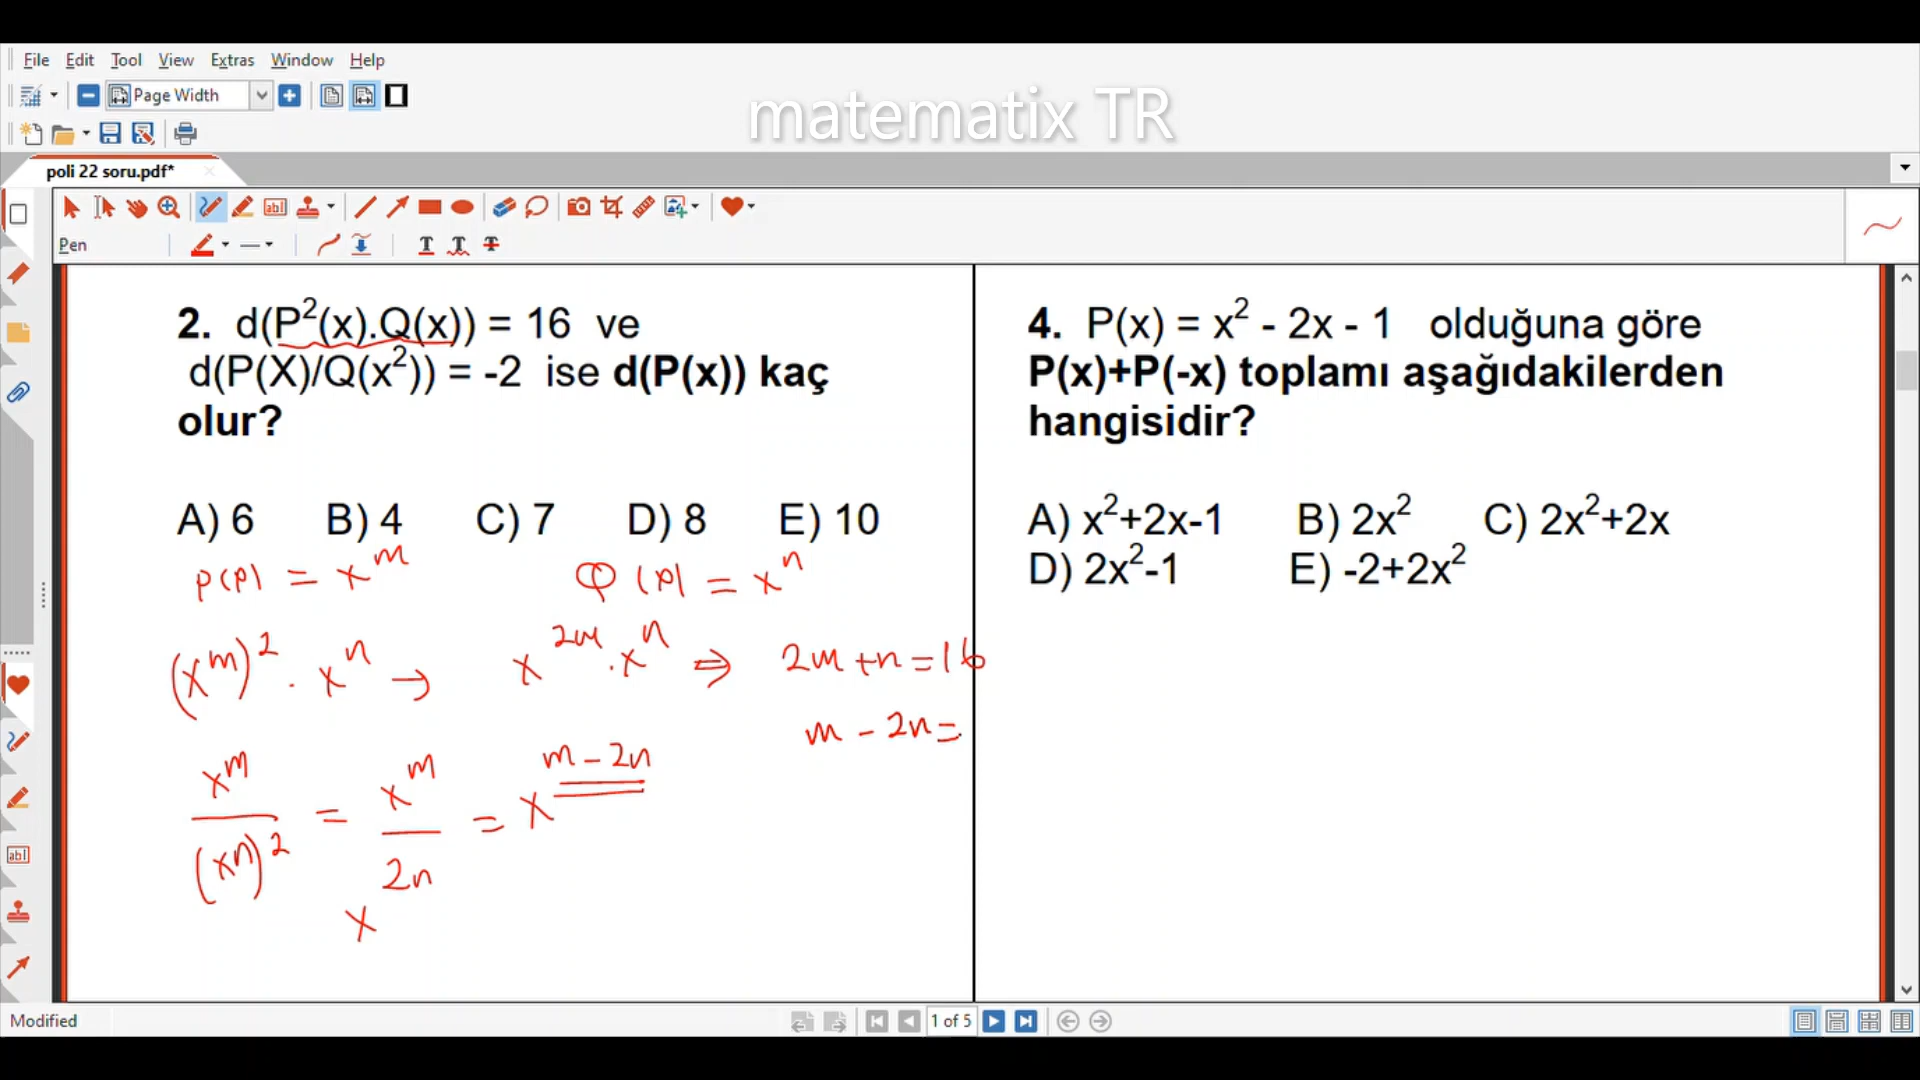 File Edit Tool View Extras Window Help
Page Width
matematix TR
poli 22 soru.pdf*
Pen
2. d(P²(x).Q(x)) = 16 ve
d(P(X)/Q(x²)) = -2 ise d(P(x)) kaç
olur?
A) 6 B) 4 C) 7 D) 8 E) 10
P(P) = x^m
Q(P) = x^n
(x^m)² . x^n → x^2m . x^n ⇒ 2m+n=16
m - 2n =
x^m / (x^n)² = x^m / x^2n = x^m-2n
4. P(x) = x² - 2x - 1 olduğuna göre
P(x)+P(-x) toplamı aşağıdakilerden
hangisidir?
A) x²+2x-1 B) 2x² C) 2x²+2x
D) 2x²-1 E) -2+2x²
Modified
1 of 5